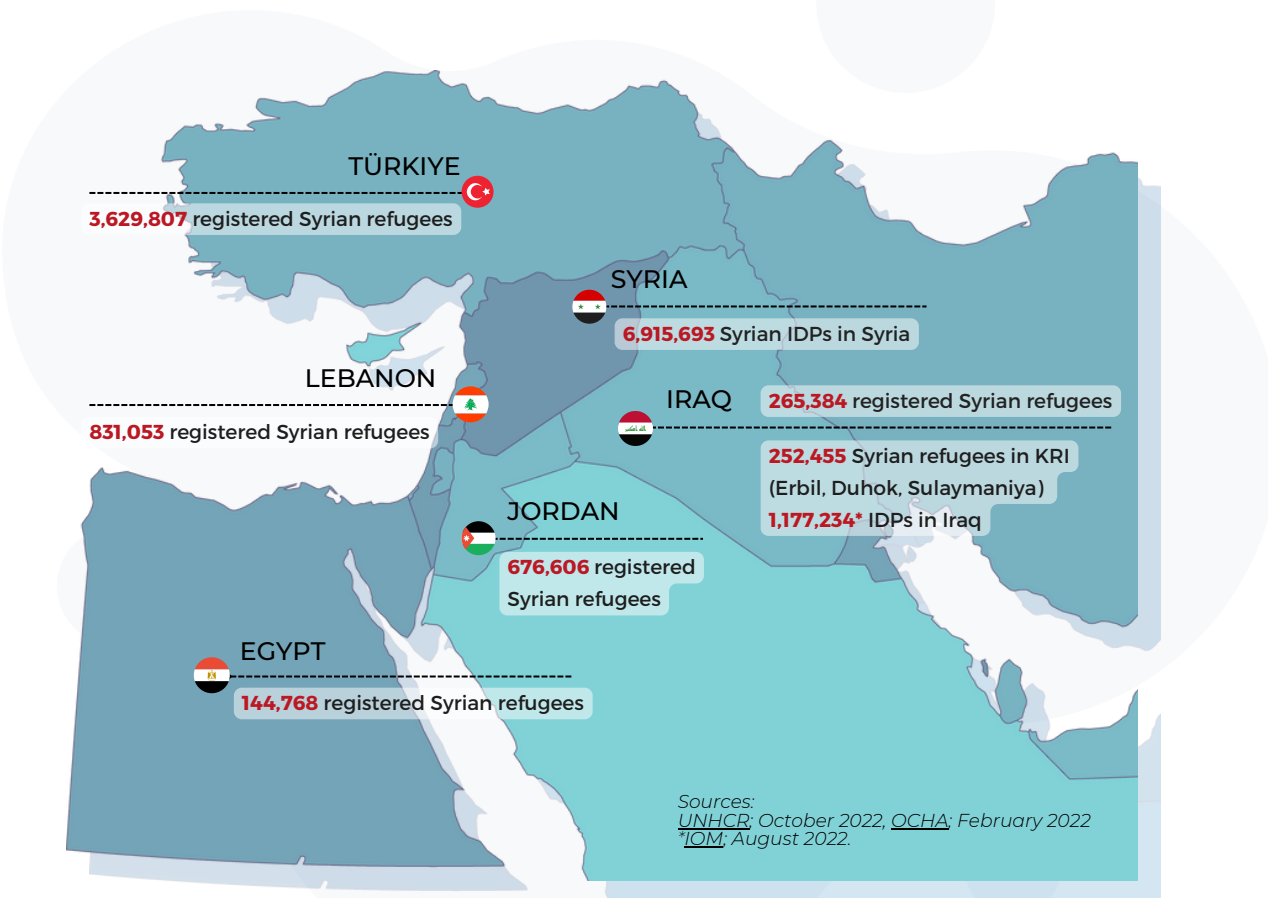 TÜRKIYE
3,629,807 registered Syrian refugees
SYRIA
6,915,693 Syrian IDPs in Syria
LEBANON
831,053 registered Syrian refugees
IRAQ
265,384 registered Syrian refugees
252,455 Syrian refugees in KRI
(Erbil, Duhok, Sulaymaniya)
1,177,234* IDPs in Iraq
JORDAN
676,606 registered
Syrian refugees
EGYPT
144,768 registered Syrian refugees
Sources:
UNHCR; October 2022, OCHA; February 2022
*IOM; August 2022.